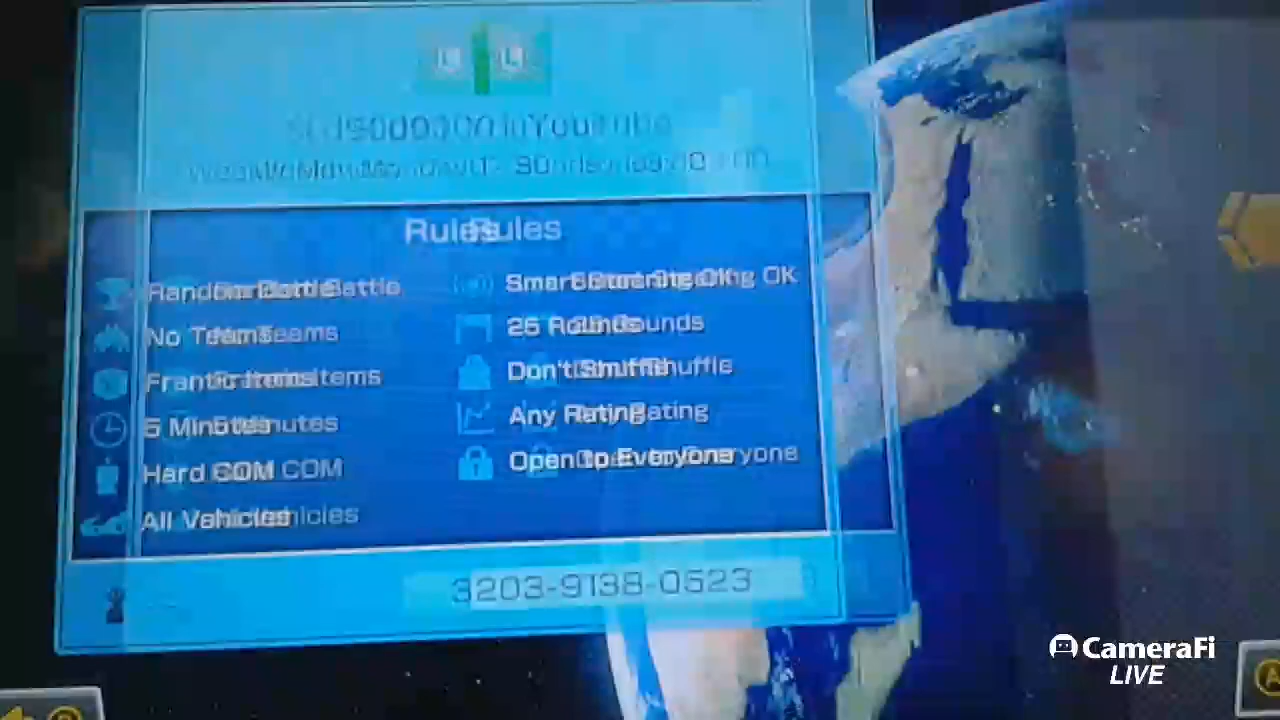 Rules
Random Battle
No Teams
Frantic Items
5 Minutes
Hard COM
All Vehicles
Smart Steering OK
25 Rounds
Don't Shuffle
Any Rating
Open to Everyone
3203-9138-0523
CameraFi
LIVE